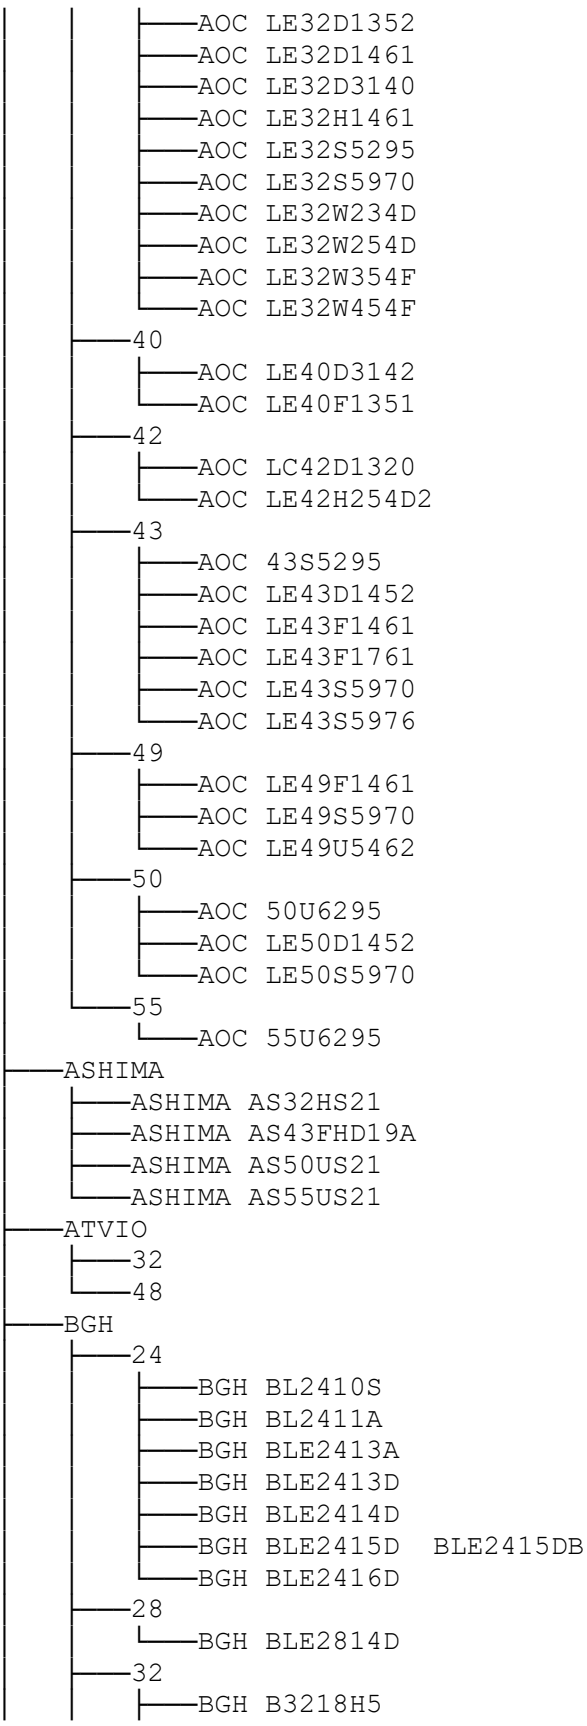 AOC LE32D1352
AOC LE32D1461
AOC LE32D3140
AOC LE32H1461
AOC LE32S5295
AOC LE32S5970
AOC LE32W234D
AOC LE32W254D
AOC LE32W354F
AOC LE32W454F
40
AOC LE40D3142
AOC LE40F1351
42
AOC LC42D1320
AOC LE42H254D2
43
AOC 43S5295
AOC LE43D1452
AOC LE43F1461
AOC LE43F1761
AOC LE43S5970
AOC LE43S5976
49
AOC LE49F1461
AOC LE49S5970
AOC LE49U5462
50
AOC 50U6295
AOC LE50D1452
AOC LE50S5970
55
AOC 55U6295
ASHIMA
ASHIMA AS32HS21
ASHIMA AS43FHD19A
ASHIMA AS50US21
ASHIMA AS55US21
ATVIO
32
48
BGH
24
BGH BL2410S
BGH BL2411A
BGH BLE2413A
BGH BLE2413D
BGH BLE2414D
BGH BLE2415D  BLE2415DB
BGH BLE2416D
28
BGH BLE2814D
32
BGH B3218H5